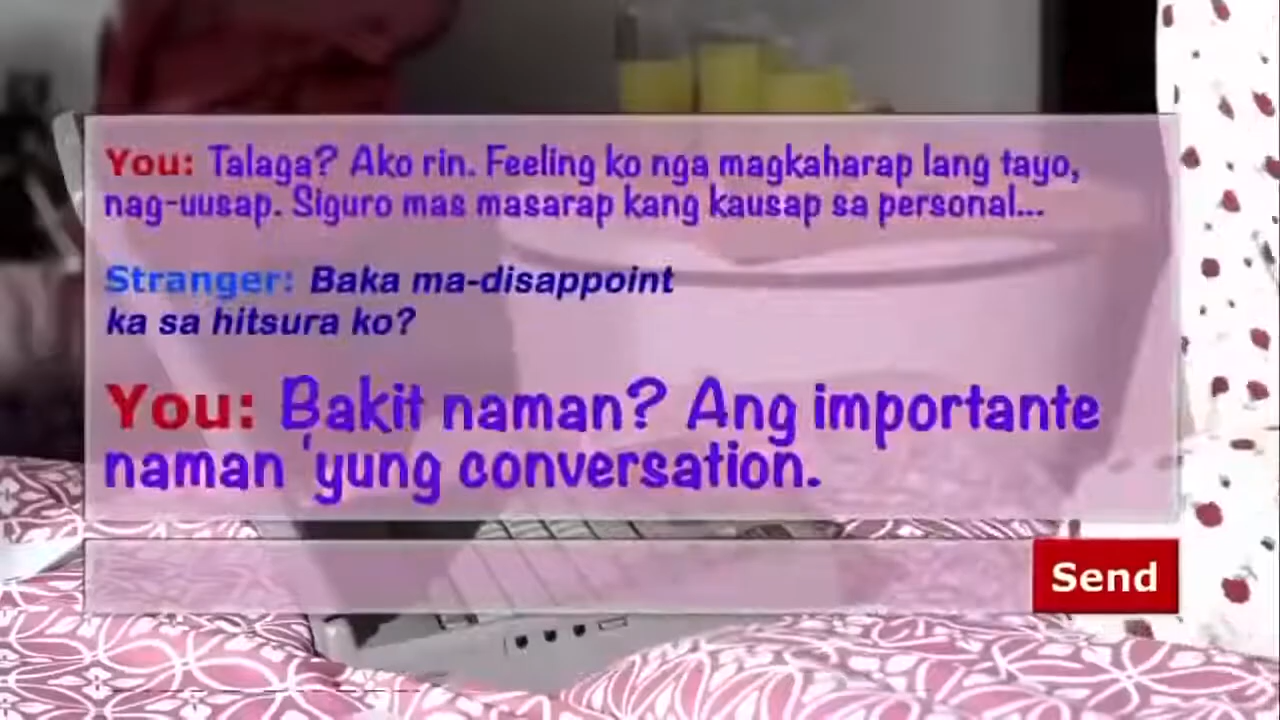 You: Talaga? Ako rin. Feeling ko nga magkaharap lang tayo,
nag-uusap. Siguro mas masarap kang kausap sa personal...
Stranger: Baka ma-disappoint
ka sa hitsura ko?
You: Bakit naman? Ang importante
naman 'yung conversation.
Send